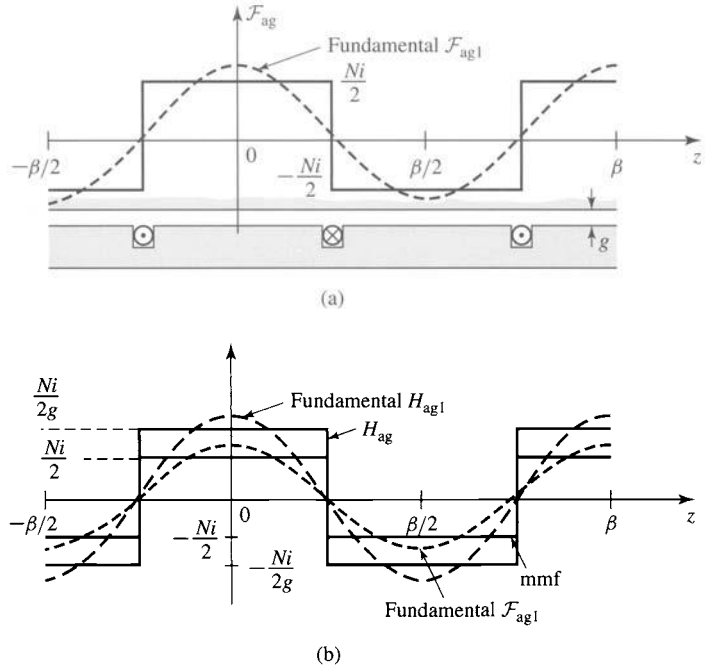 ℱ_ag
Fundamental ℱ_ag1
Ni/2
−β/2
0
−Ni/2
β/2
β
z
g
(a)
Ni/2g
Fundamental H_ag1
H_ag
Ni/2
−β/2
0
β/2
β
z
−Ni/2
−Ni/2g
mmf
Fundamental ℱ_ag1
(b)